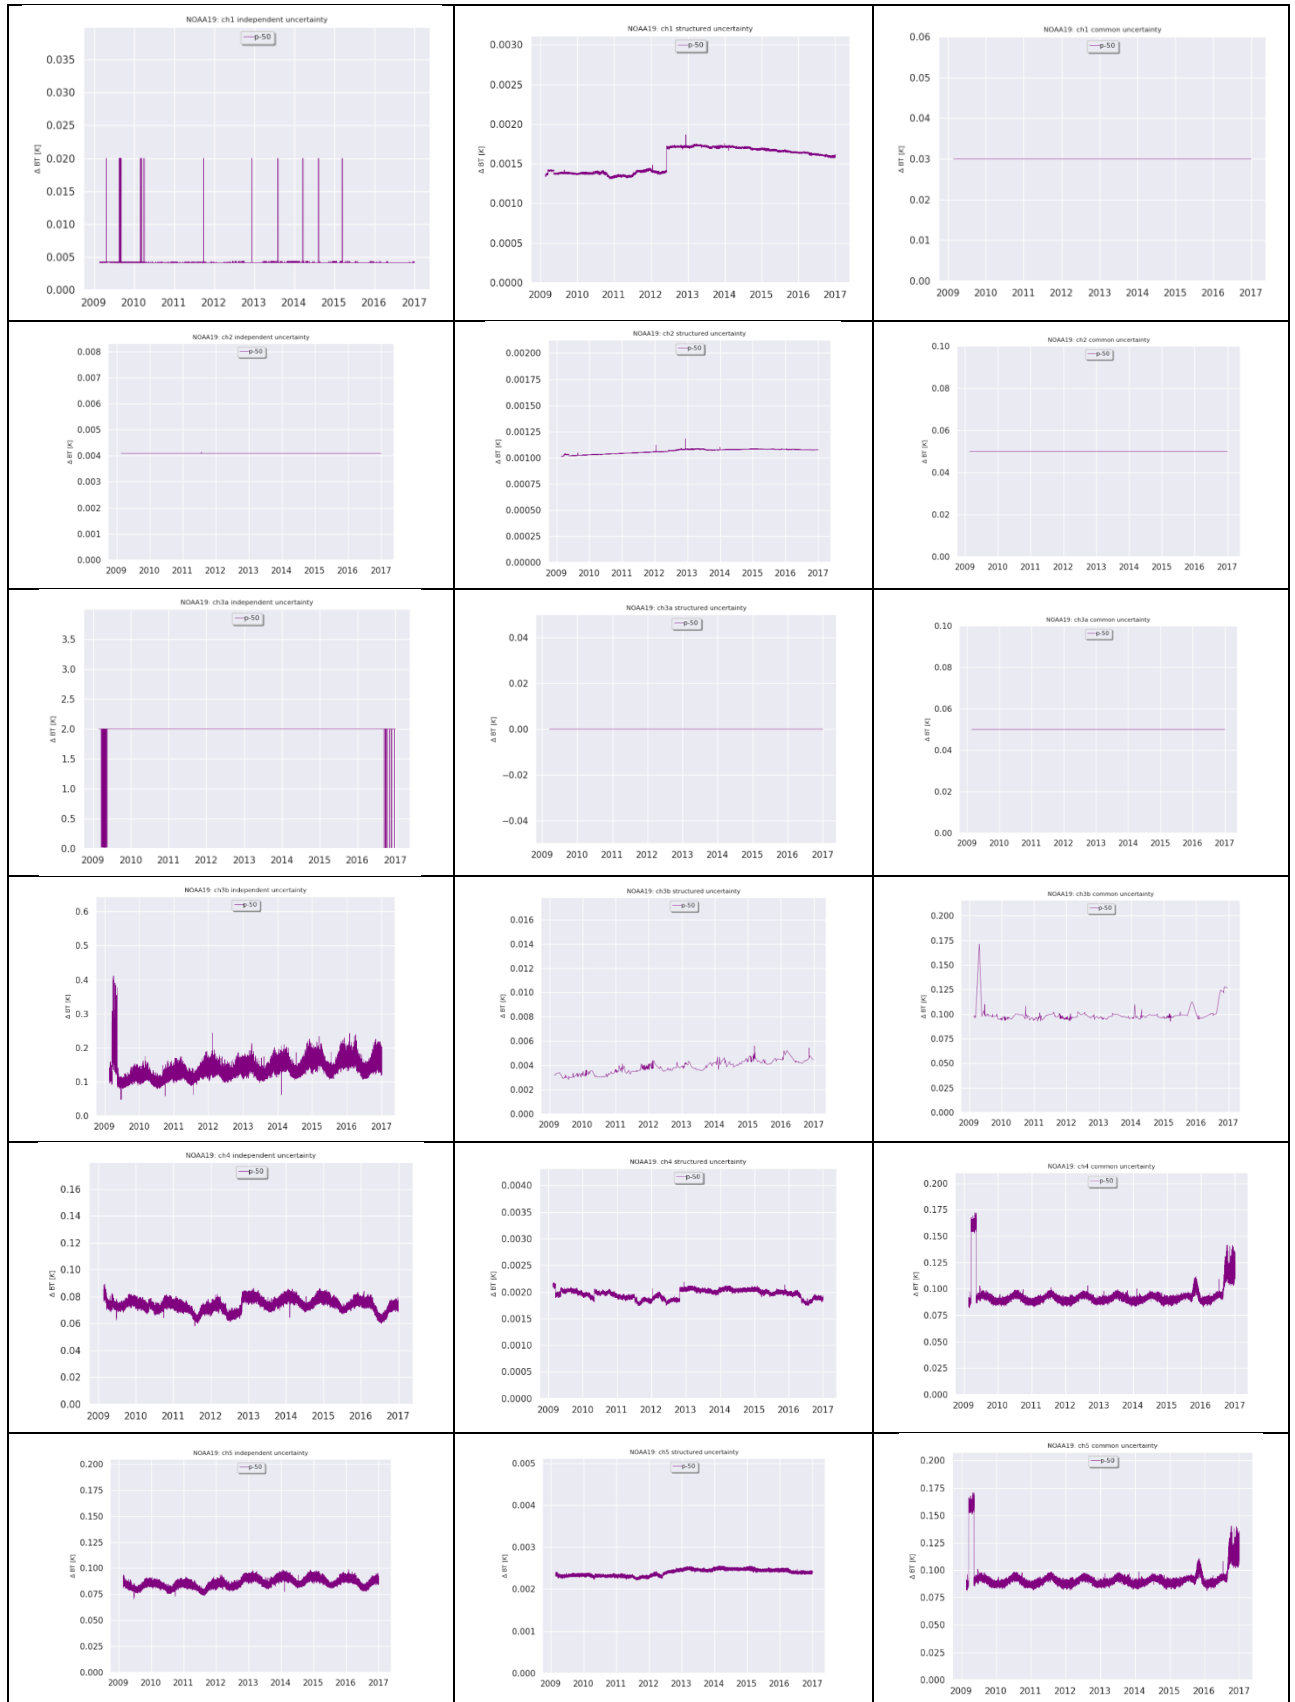 NOAA19: ch1 independent uncertainty
p-50
0.035
0.030
0.025
0.020
0.015
0.010
0.005
0.000
Δ BT [K]
2009 2010 2011 2012 2013 2014 2015 2016 2017
NOAA19: ch1 structured uncertainty
p-50
0.0030
0.0025
0.0020
0.0015
0.0010
0.0005
0.0000
Δ BT [K]
2009 2010 2011 2012 2013 2014 2015 2016 2017
NOAA19: ch1 common uncertainty
p-50
0.06
0.05
0.04
0.03
0.02
0.01
0.00
Δ BT [K]
2009 2010 2011 2012 2013 2014 2015 2016 2017
NOAA19: ch2 independent uncertainty
p-50
0.008
0.007
0.006
0.005
0.004
0.003
0.002
0.001
0.000
Δ BT [K]
2009 2010 2011 2012 2013 2014 2015 2016 2017
NOAA19: ch2 structured uncertainty
p-50
0.00200
0.00175
0.00150
0.00125
0.00100
0.00075
0.00050
0.00025
0.00000
Δ BT [K]
2009 2010 2011 2012 2013 2014 2015 2016 2017
NOAA19: ch2 common uncertainty
p-50
0.10
0.08
0.06
0.04
0.02
0.00
Δ BT [K]
2009 2010 2011 2012 2013 2014 2015 2016 2017
NOAA19: ch3a independent uncertainty
p-50
3.5
3.0
2.5
2.0
1.5
1.0
0.5
0.0
Δ BT [K]
2009 2010 2011 2012 2013 2014 2015 2016 2017
NOAA19: ch3a structured uncertainty
p-50
0.04
0.02
0.00
−0.02
−0.04
Δ BT [K]
2009 2010 2011 2012 2013 2014 2015 2016 2017
NOAA19: ch3a common uncertainty
p-50
0.10
0.08
0.06
0.04
0.02
0.00
Δ BT [K]
2009 2010 2011 2012 2013 2014 2015 2016 2017
NOAA19: ch3b independent uncertainty
p-50
0.6
0.5
0.4
0.3
0.2
0.1
0.0
Δ BT [K]
2009 2010 2011 2012 2013 2014 2015 2016 2017
NOAA19: ch3b structured uncertainty
p-50
0.016
0.014
0.012
0.010
0.008
0.006
0.004
0.002
0.000
Δ BT [K]
2009 2010 2011 2012 2013 2014 2015 2016 2017
NOAA19: ch3b common uncertainty
p-50
0.200
0.175
0.150
0.125
0.100
0.075
0.050
0.025
0.000
Δ BT [K]
2009 2010 2011 2012 2013 2014 2015 2016 2017
NOAA19: ch4 independent uncertainty
p-50
0.16
0.14
0.12
0.10
0.08
0.06
0.04
0.02
0.00
Δ BT [K]
2009 2010 2011 2012 2013 2014 2015 2016 2017
NOAA19: ch4 structured uncertainty
p-50
0.0040
0.0035
0.0030
0.0025
0.0020
0.0015
0.0010
0.0005
0.0000
Δ BT [K]
2009 2010 2011 2012 2013 2014 2015 2016 2017
NOAA19: ch4 common uncertainty
p-50
0.200
0.175
0.150
0.125
0.100
0.075
0.050
0.025
0.000
Δ BT [K]
2009 2010 2011 2012 2013 2014 2015 2016 2017
NOAA19: ch5 independent uncertainty
p-50
0.200
0.175
0.150
0.125
0.100
0.075
0.050
0.025
0.000
Δ BT [K]
2009 2010 2011 2012 2013 2014 2015 2016 2017
NOAA19: ch5 structured uncertainty
p-50
0.005
0.004
0.003
0.002
0.001
0.000
Δ BT [K]
2009 2010 2011 2012 2013 2014 2015 2016 2017
NOAA19: ch5 common uncertainty
p-50
0.200
0.175
0.150
0.125
0.100
0.075
0.050
0.025
0.000
Δ BT [K]
2009 2010 2011 2012 2013 2014 2015 2016 2017